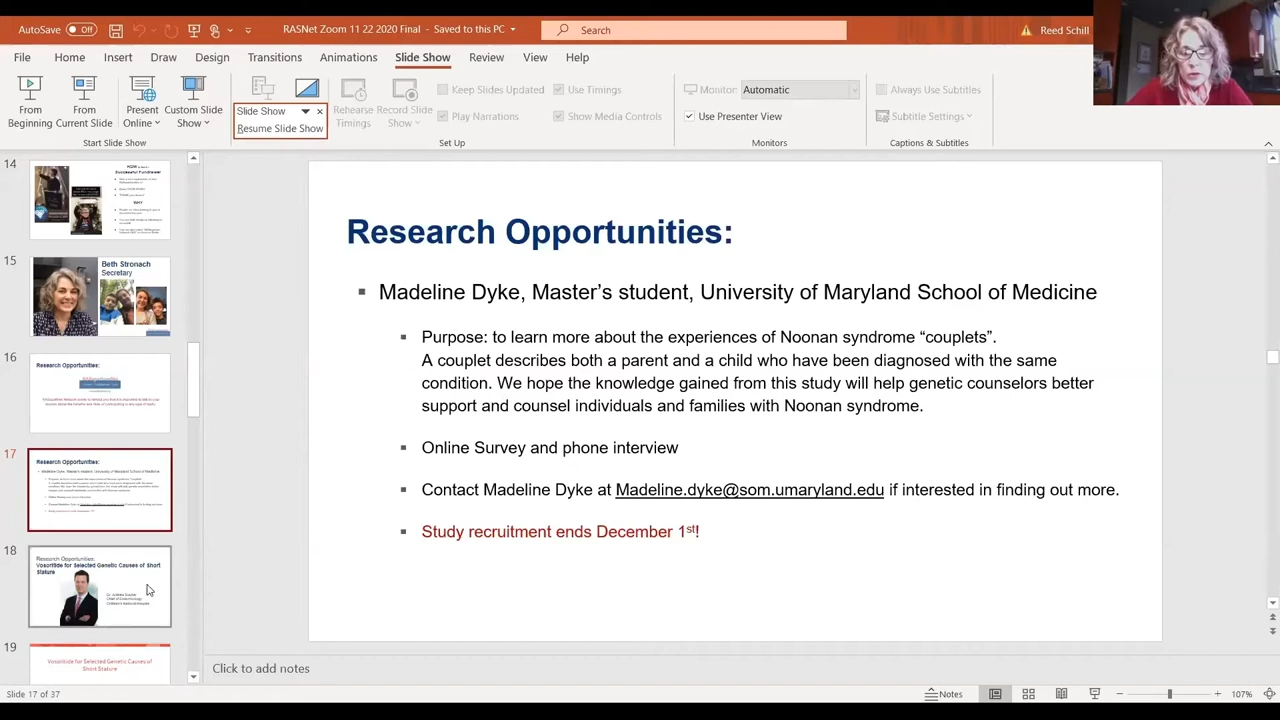 AutoSave Off
RASNet Zoom 11 22 2020 Final - Saved to this PC
Search
Reed Schill
File Home Insert Draw Design Transitions Animations Slide Show Review View Help
From Beginning
From Current Slide
Present Online
Custom Slide Show
Start Slide Show
Slide Show
Resume Slide Show
Rehearse Timings
Record Slide Show
Keep Slides Updated
Play Narrations
Use Timings
Show Media Controls
Set Up
Monitor: Automatic
Use Presenter View
Monitors
Always Use Subtitles
Subtitle Settings
Captions & Subtitles
14
Successful Fundraiser
WHY
15
Beth Stronach
Secretary
16
Research Opportunities:
17
Research Opportunities:
18
Research Opportunities:
Vosoritide for Selected Genetic Causes of Short
Stature
Chief of Endocrinology
Children's National Hospital
19
Vosoritide for Selected Genetic Causes of
Short Stature
Research Opportunities:
▪ Madeline Dyke, Master’s student, University of Maryland School of Medicine
▪ Purpose: to learn more about the experiences of Noonan syndrome “couplets”.
A couplet describes both a parent and a child who have been diagnosed with the same
condition. We hope the knowledge gained from this study will help genetic counselors better
support and counsel individuals and families with Noonan syndrome.
▪ Online Survey and phone interview
▪ Contact Madeline Dyke at Madeline.dyke@som.umaryland.edu if interested in finding out more.
▪ Study recruitment ends December 1st!
Click to add notes
Slide 17 of 37
Notes
107%